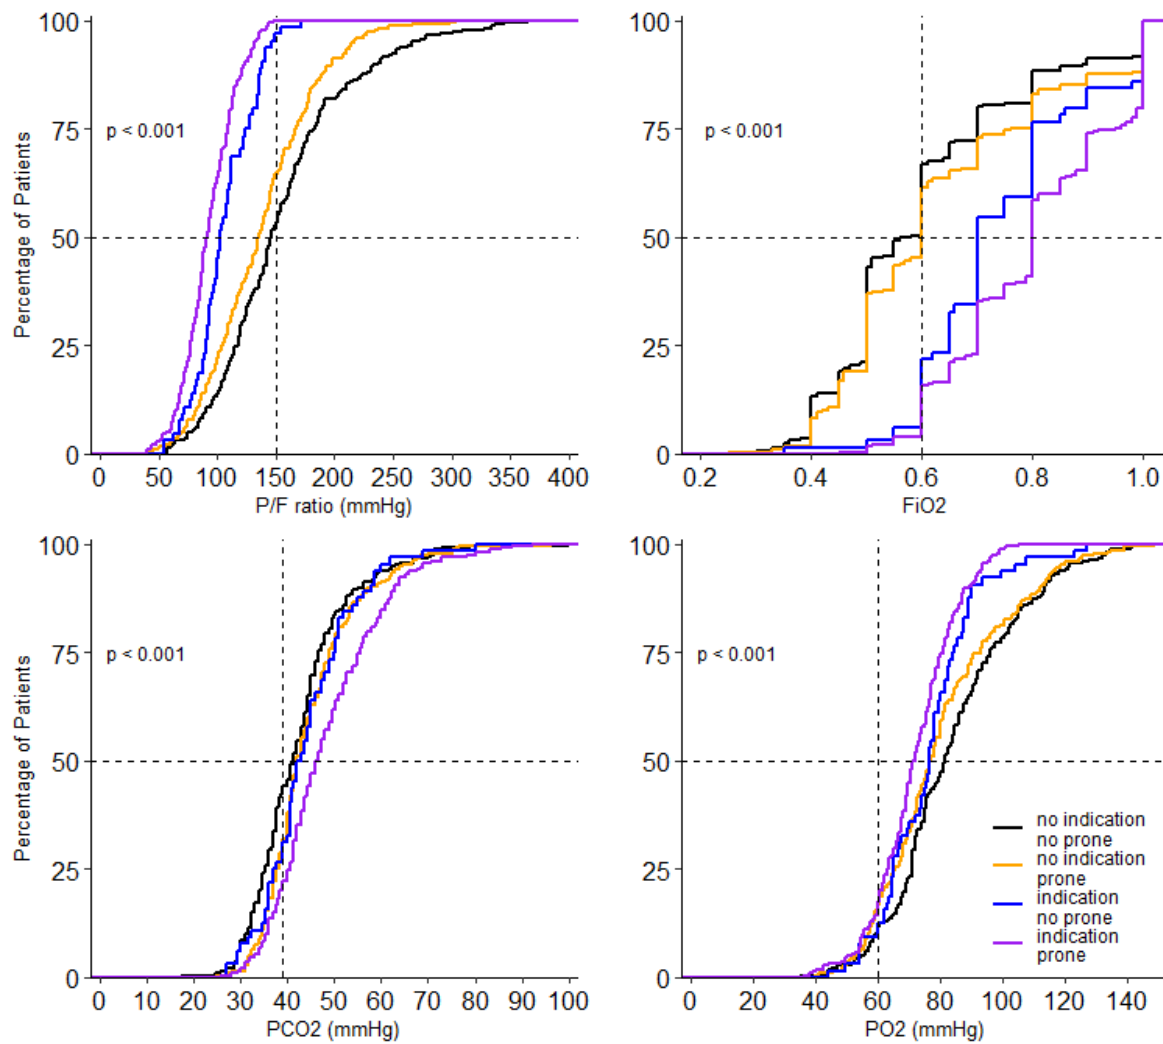 100
75
50
25
0
Percentage of Patients
p < 0.001
0 50 100 150 200 250 300 350 400
P/F ratio (mmHg)
100
75
50
25
0
p < 0.001
0.2 0.4 0.6 0.8 1.0
FiO2
100
75
50
25
0
Percentage of Patients
p < 0.001
0 10 20 30 39 50 60 70 80 90 100
PCO2 (mmHg)
100
75
50
25
0
p < 0.001
0 20 40 60 80 100 120 140
PO2 (mmHg)
no indication
no prone
no indication
prone
indication
no prone
indication
prone